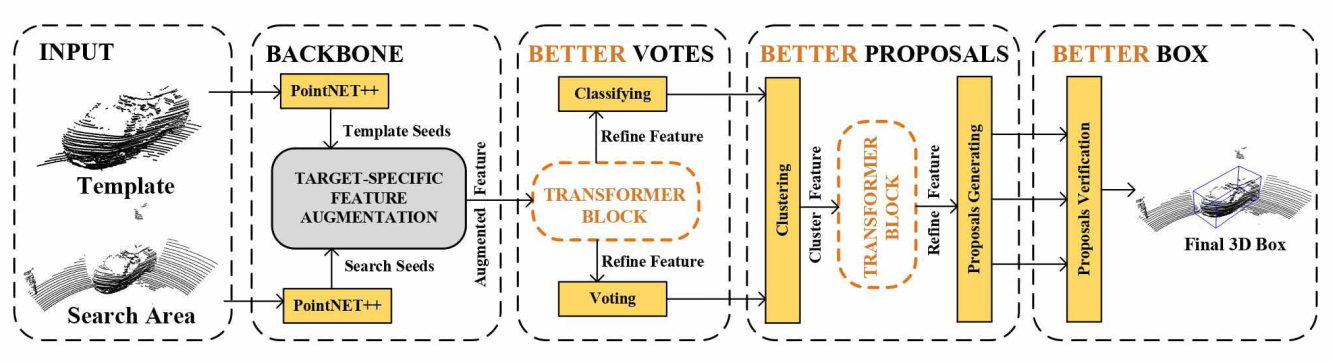 INPUT
Template
Search Area
BACKBONE
PointNET++
Template Seeds
TARGET-SPECIFIC
FEATURE
AUGMENTATION
Search Seeds
PointNET++
Augmented Feature
BETTER VOTES
Classifying
Refine Feature
TRANSFORMER
BLOCK
Refine Feature
Voting
BETTER PROPOSALS
Clustering
Cluster Feature
TRANSFORMER
BLOCK
Refine Feature
Proposals Generating
BETTER BOX
Proposals Verification
Final 3D Box